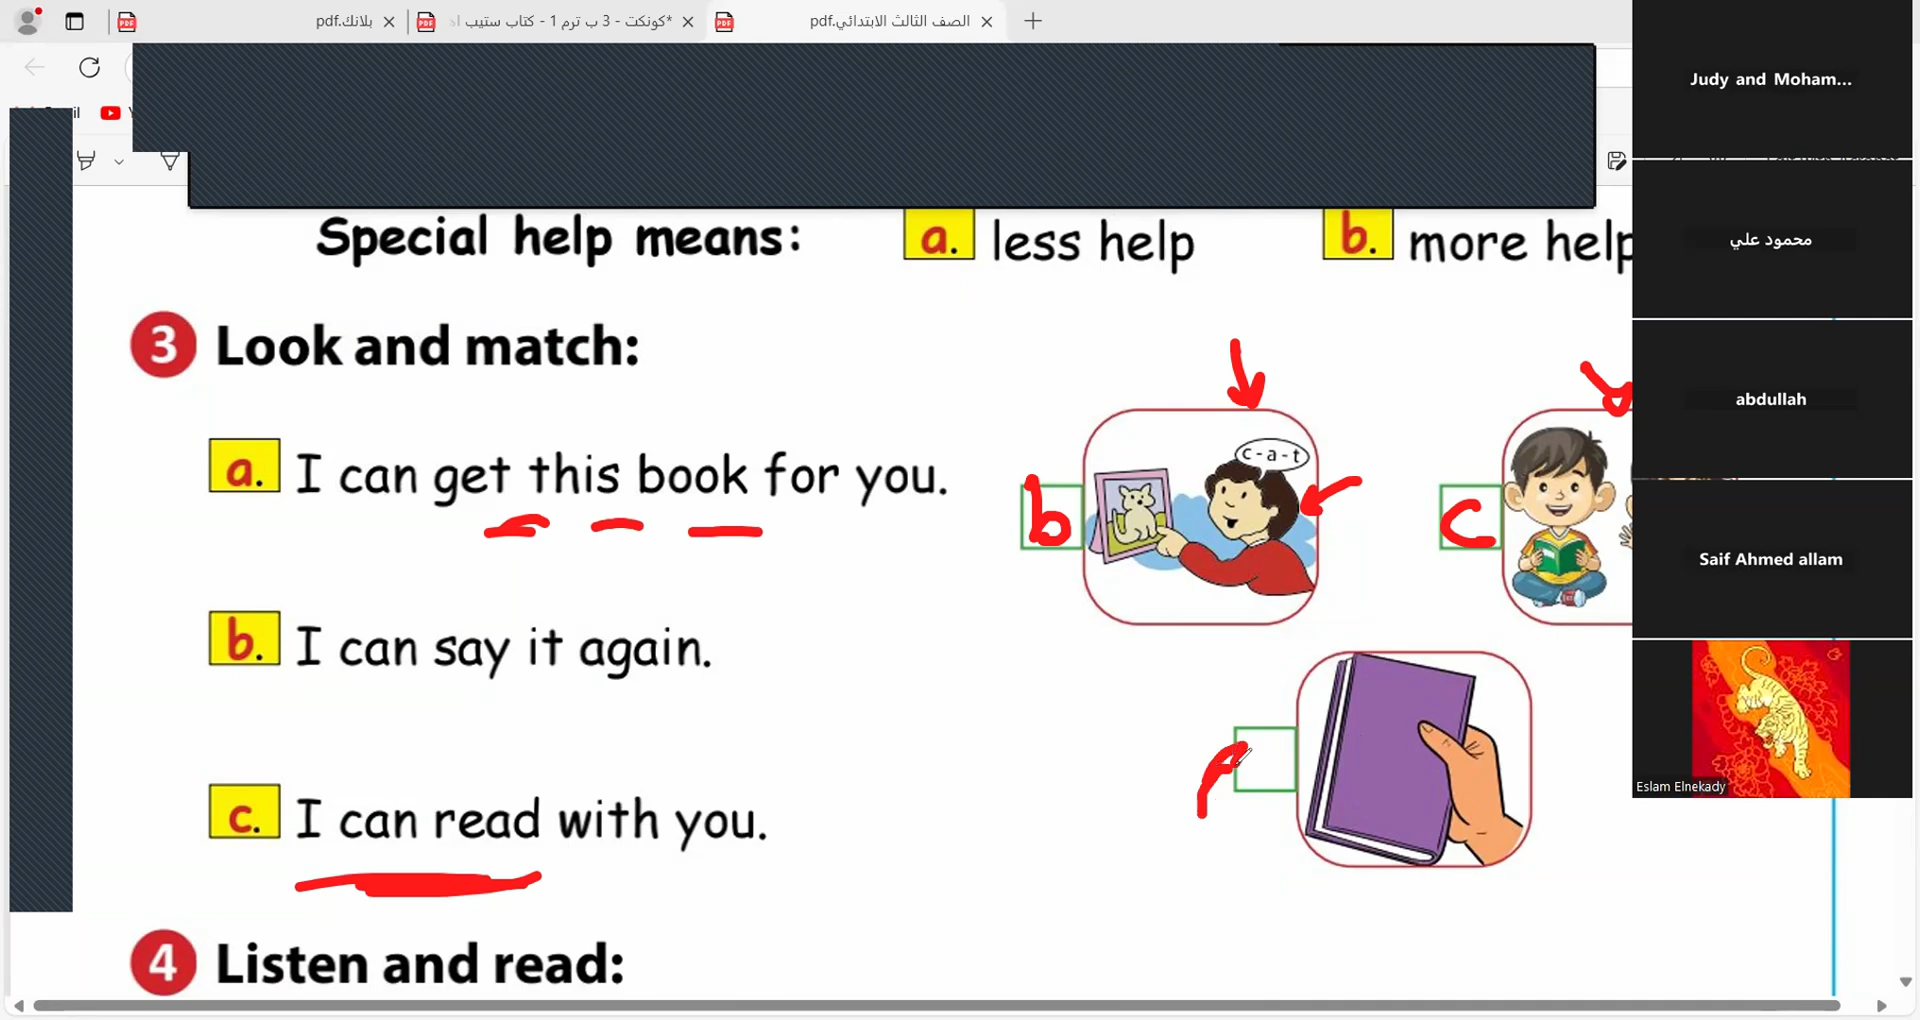 بلانك.pdf
*كونكت - 3 ب ترم 1 - كتاب ستيب
الصف الثالث الابتدائي.pdf
Special help means: a. less help b. more help
3 Look and match:
a. I can get this book for you.
b. I can say it again.
c. I can read with you.
c-a-t
b
c
4 Listen and read:
Judy and Moham...
محمود علي
abdullah
Saif Ahmed allam
Eslam Elnekady